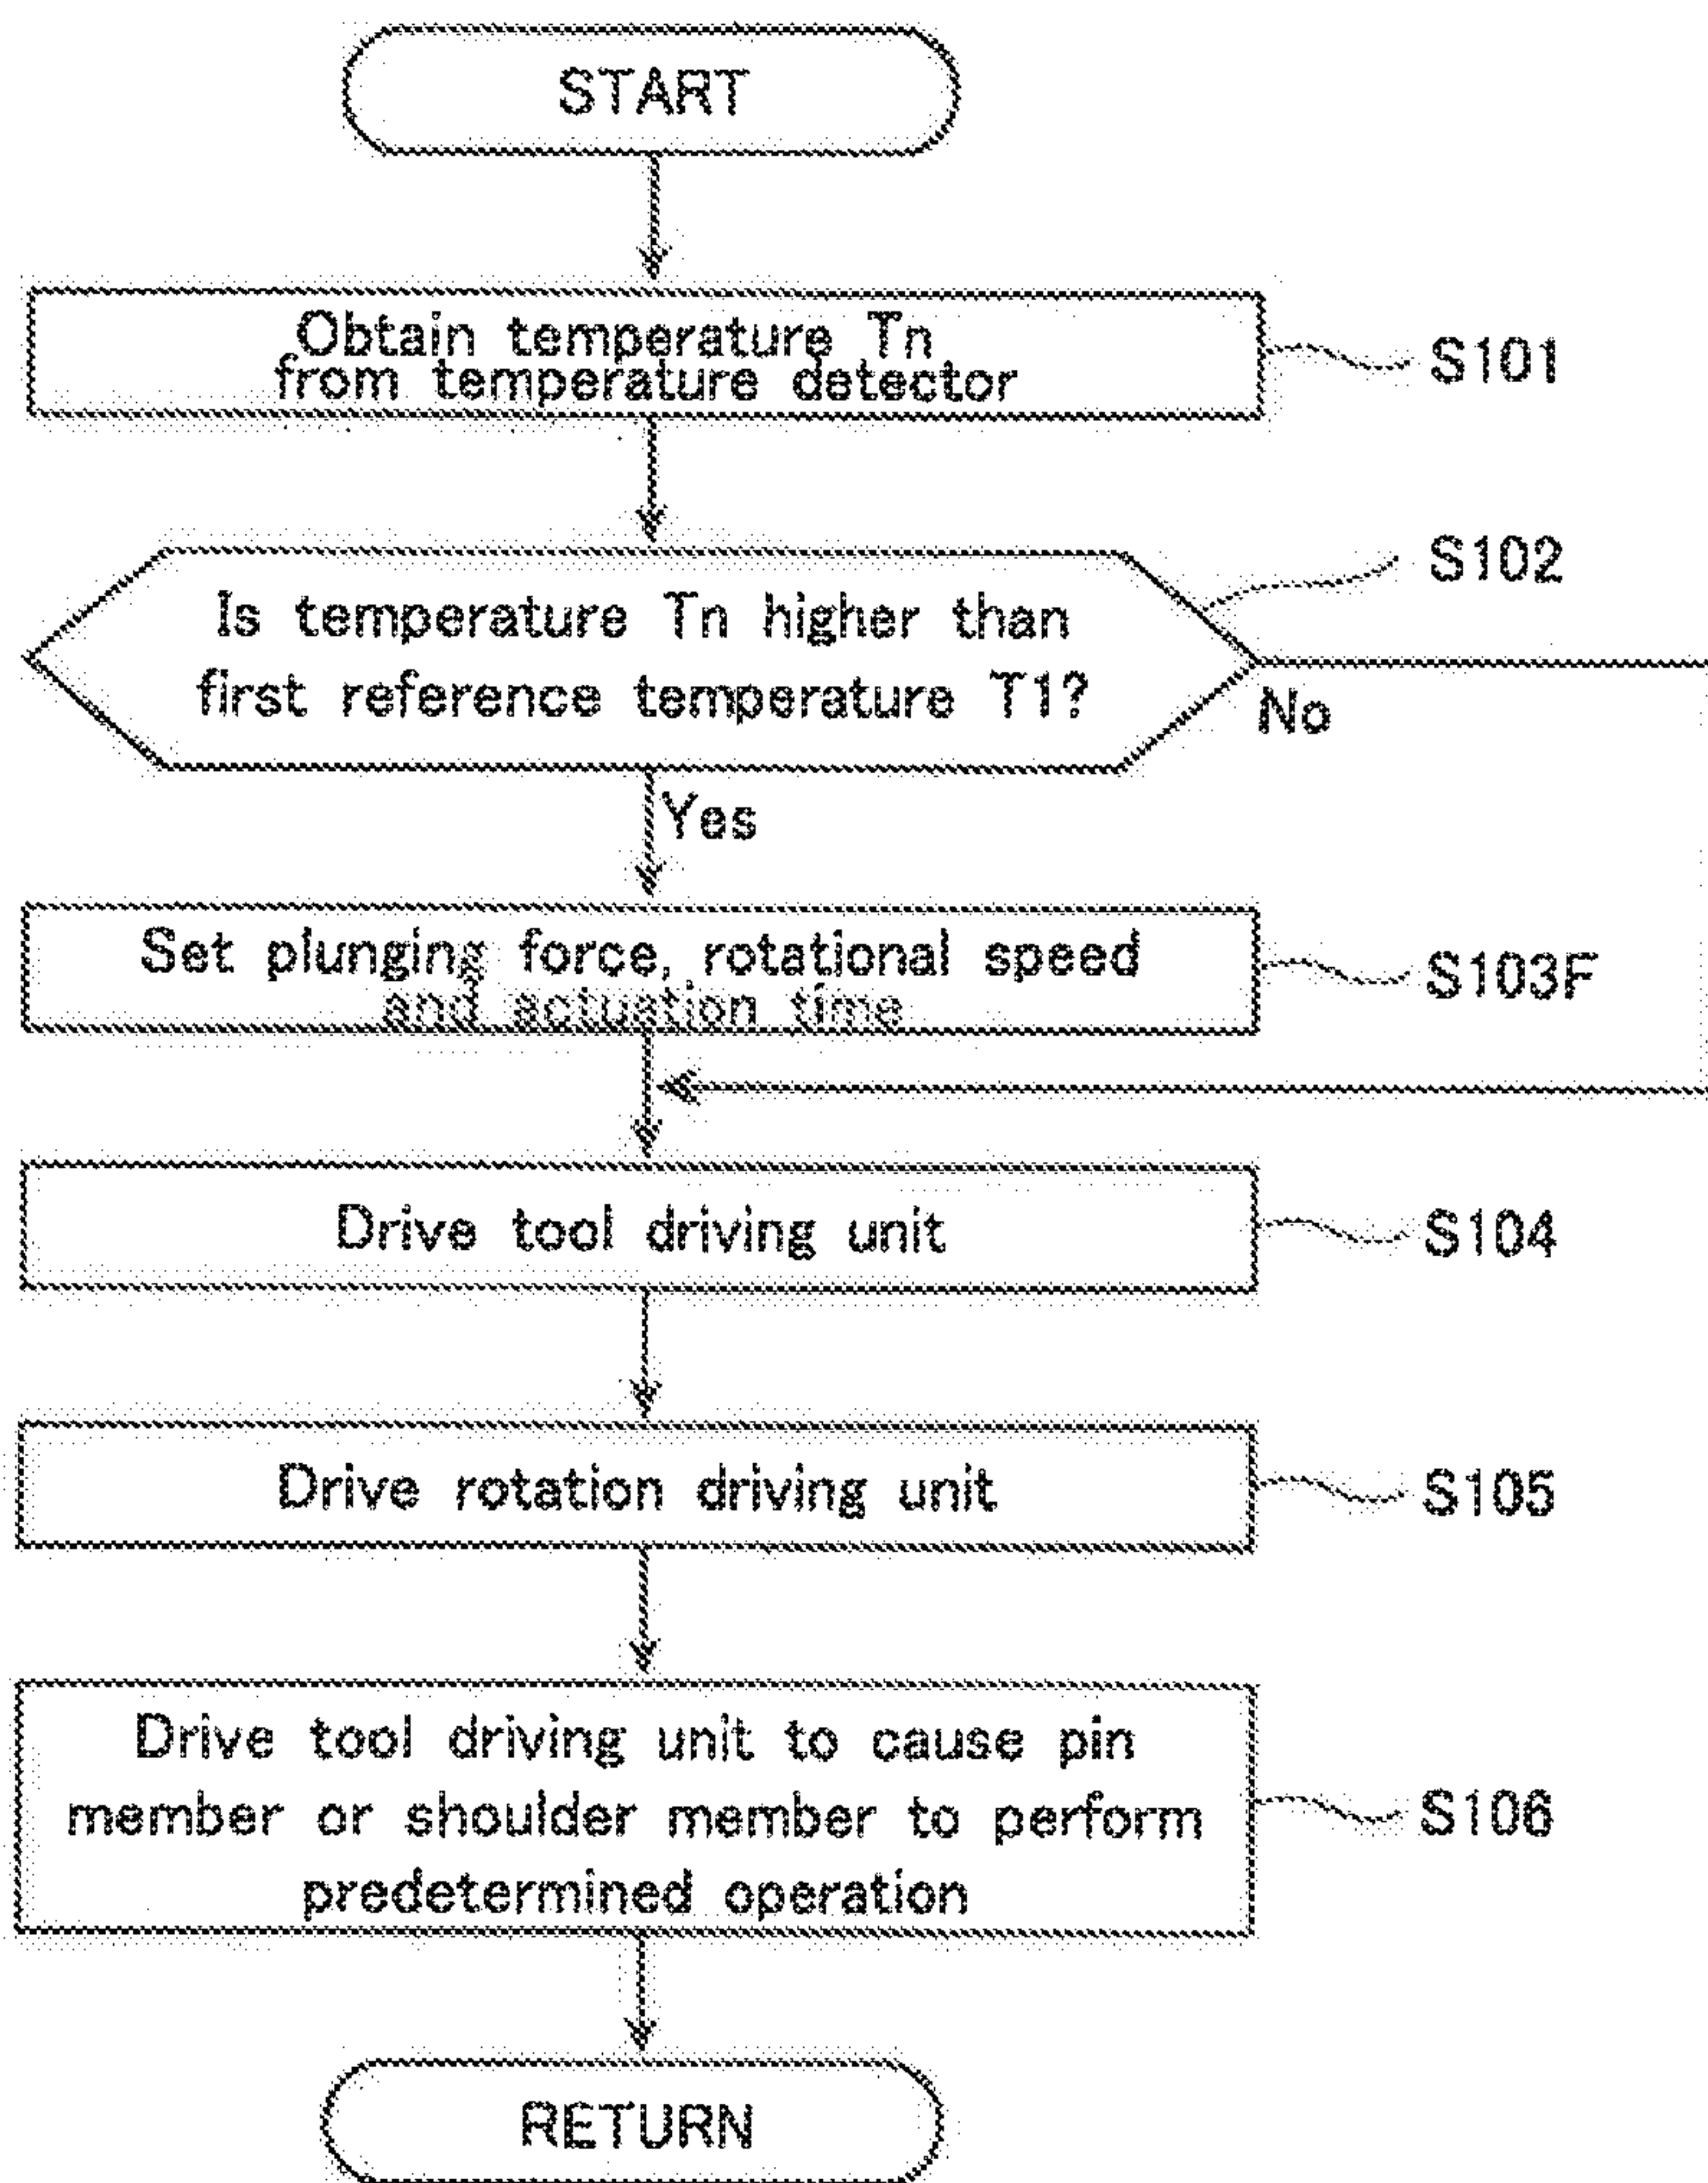 START
Obtain temperature Tn
from temperature detector
S101
S102
Is temperature Tn higher than
first reference temperature T1?
No
Yes
Set plunging force, rotational speed
and actuation time
S103F
Drive tool driving unit
S104
Drive rotation driving unit
S105
Drive tool driving unit to cause pin
member or shoulder member to perform
predetermined operation
S106
RETURN